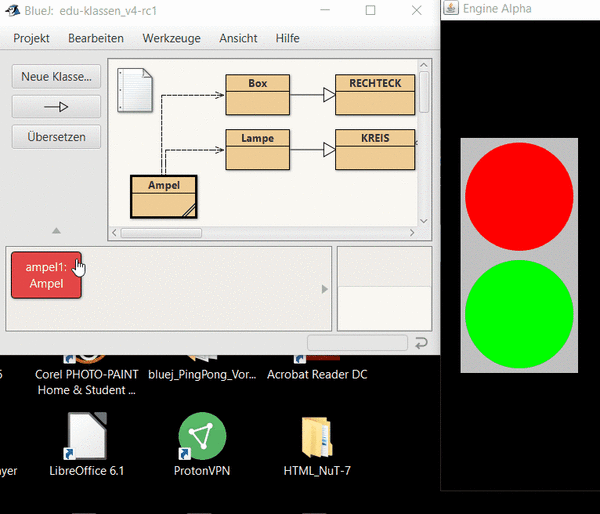 BlueJ: edu-klassen_v4-rc1
Engine Alpha
Projekt Bearbeiten Werkzeuge Ansicht Hilfe
Neue Klasse...
Übersetzen
Box
RECHTECK
Lampe
KREIS
Ampel
ampel1:
Ampel
Corel PHOTO-PAINT
Home & Student ...
bluej_PingPong_Vor...
Acrobat Reader DC
ayer
LibreOffice 6.1
ProtonVPN
HTML_NuT-7